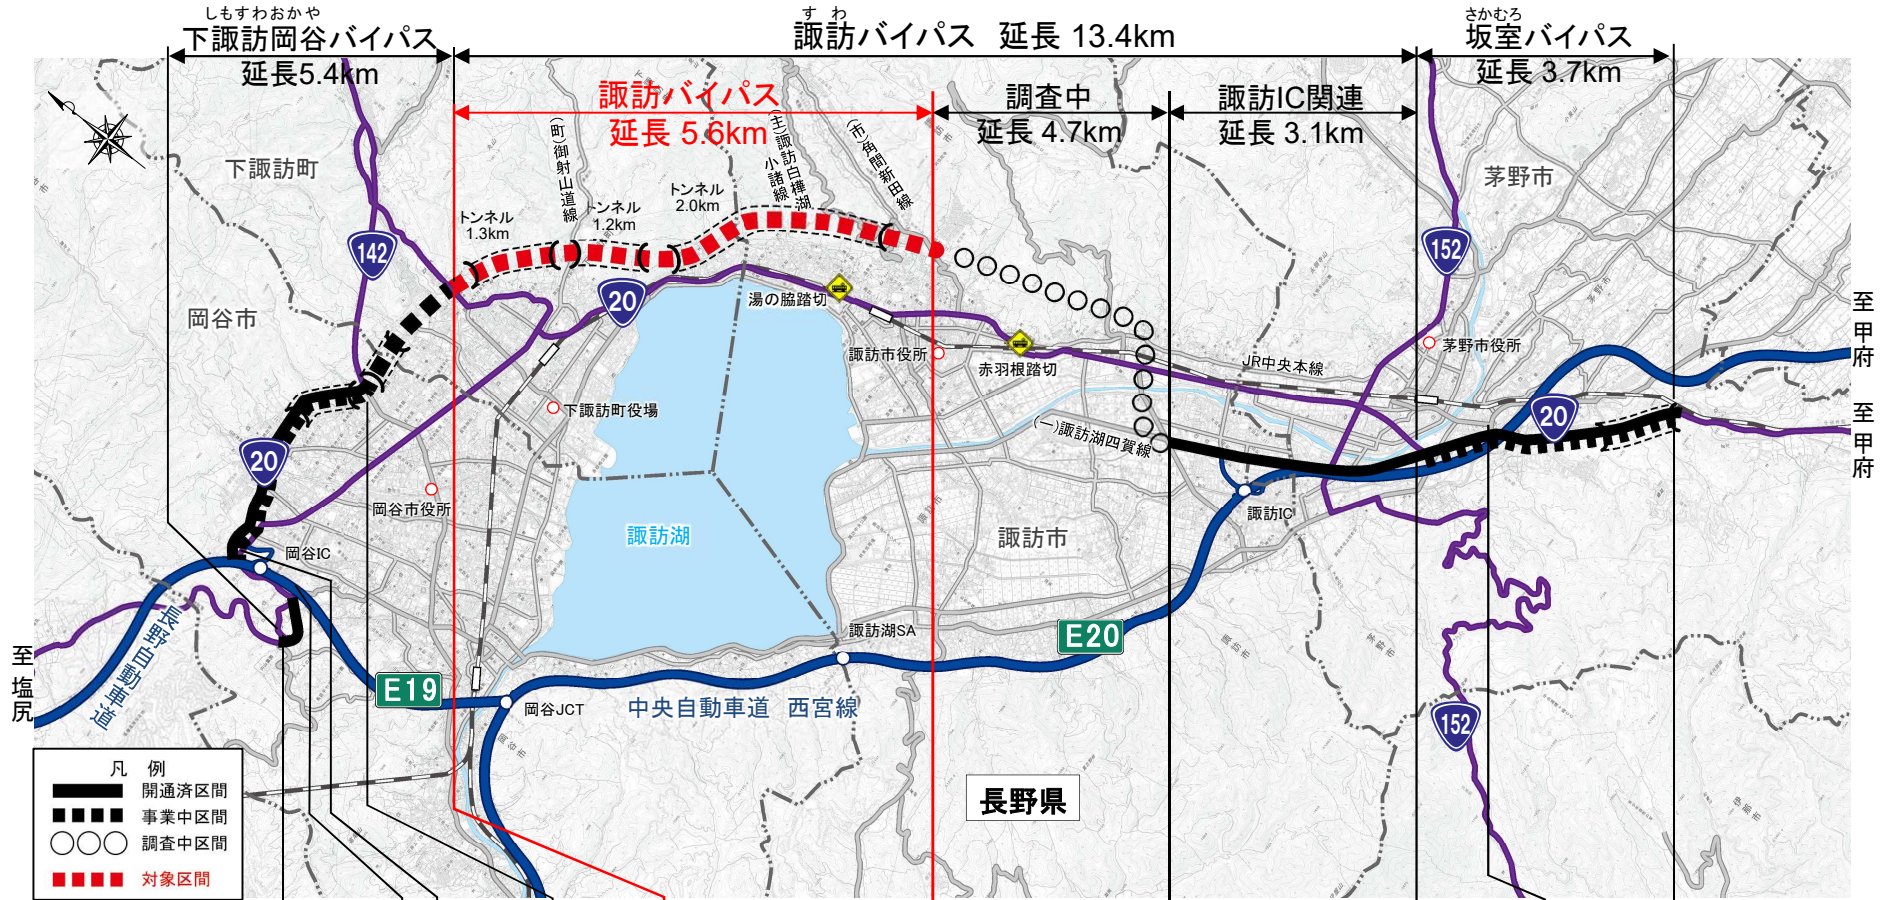 しもすわおかや
下諏訪岡谷バイパス
延長5.4km
すわ
諏訪バイパス 延長 13.4km
さかむろ
坂室バイパス
延長 3.7km
諏訪バイパス
延長 5.6km
調査中
延長 4.7km
諏訪IC関連
延長 3.1km
(町)御射山道線
(主)諏訪白樺湖
小諸線
(市)角間新田線
下諏訪町
茅野市
トンネル
1.3km
トンネル
1.2km
トンネル
2.0km
142
152
20
岡谷市
湯の脇踏切
諏訪市役所
赤羽根踏切
JR中央本線
茅野市役所
至甲府
至甲府
下諏訪町役場
20
20
(一)諏訪湖四賀線
岡谷市役所
諏訪湖
諏訪市
諏訪IC
岡谷IC
長野自動車道
諏訪湖SA
E20
至塩尻
E19
岡谷JCT
中央自動車道 西宮線
152
長野県
凡 例
開通済区間
事業中区間
調査中区間
対象区間